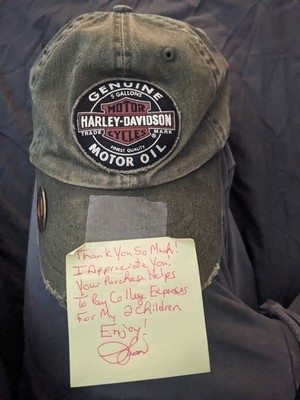 GENUINE
5 GALLONS
MOTOR
HARLEY-DAVIDSON
TRADE MARK
CYCLES
FINEST QUALITY
MOTOR OIL
Thank You So Much!
I Appreciate You!
Your Purchase Helps
To Pay College Expenses
For My 2 Children
Enjoy!